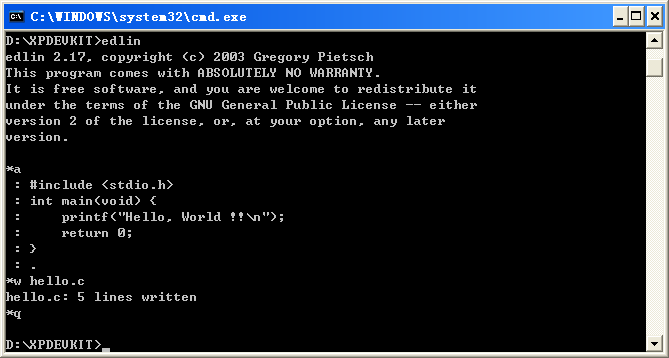 C:\WINDOWS\system32\cmd.exe
D:\XPDEVKIT>edlin
edlin 2.17, copyright (c) 2003 Gregory Pietsch
This program comes with ABSOLUTELY NO WARRANTY.
It is free software, and you are welcome to redistribute it
under the terms of the GNU General Public License -- either
version 2 of the license, or, at your option, any later
version.

*a
 : #include <stdio.h>
 : int main(void) {
 :     printf("Hello, World !!\n");
 :     return 0;
 : }
 : .
*w hello.c
hello.c: 5 lines written
*q

D:\XPDEVKIT>_